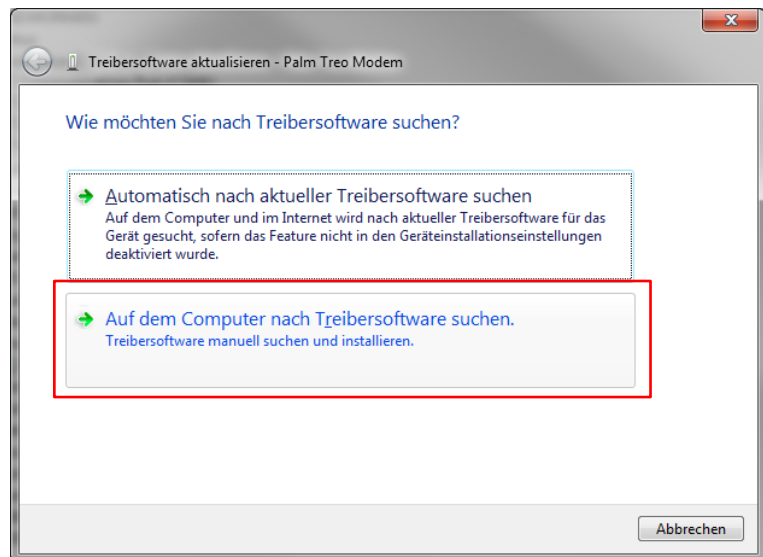 Treibersoftware aktualisieren - Palm Treo Modem
Wie möchten Sie nach Treibersoftware suchen?
Automatisch nach aktueller Treibersoftware suchen
Auf dem Computer und im Internet wird nach aktueller Treibersoftware für das
Gerät gesucht, sofern das Feature nicht in den Geräteinstallationseinstellungen
deaktiviert wurde.
Auf dem Computer nach Treibersoftware suchen.
Treibersoftware manuell suchen und installieren.
Abbrechen